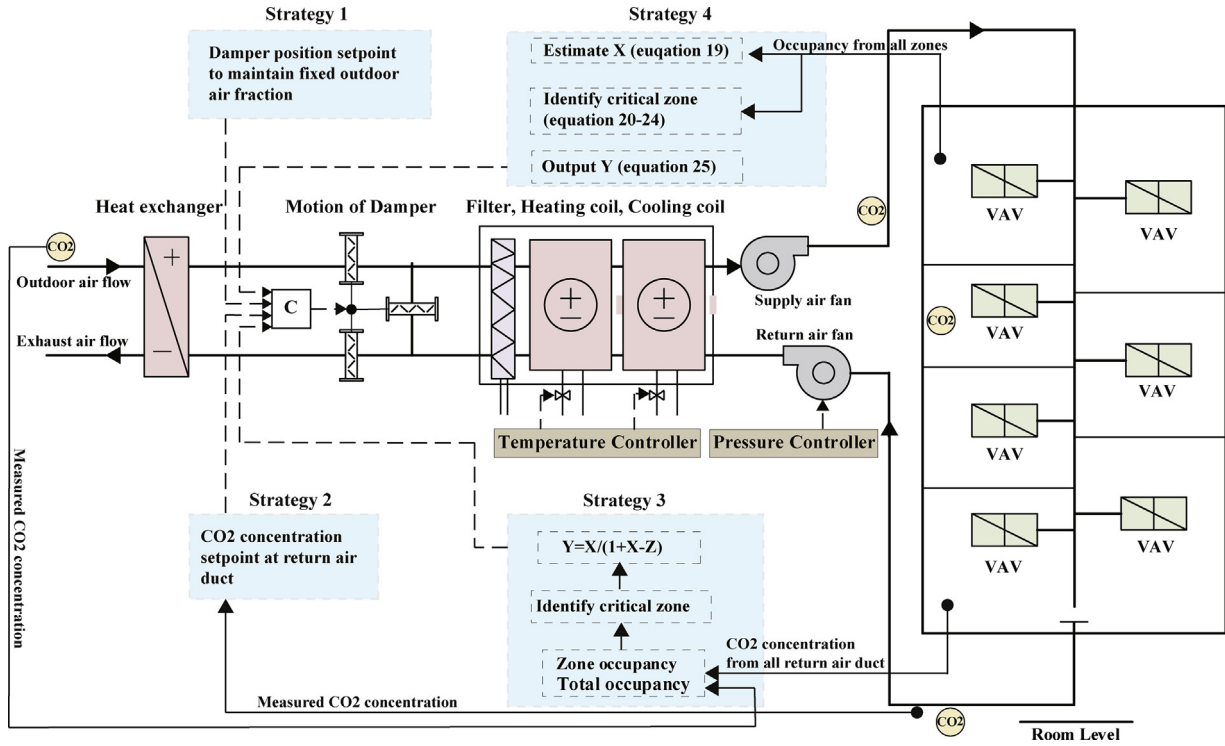 Strategy 1
Strategy 4
Damper position setpoint
to maintain fixed outdoor
air fraction
Estimate X (euqation 19)
Identify critical zone
(equation 20-24)
Output Y (equation 25)
Occupancy from all zones
Heat exchanger
Motion of Damper
Filter, Heating coil, Cooling coil
CO2
CO2
Outdoor air flow
Exhaust air flow
+
−
C
+
−
+
−
Supply air fan
Return air fan
Temperature Controller
Pressure Controller
VAV
VAV
VAV
CO2
VAV
VAV
VAV
VAV
Measured CO2 concentration
Strategy 2
CO2 concentration
setpoint at return air
duct
Strategy 3
Y=X/(1+X-Z)
Identify critical zone
Zone occupancy
Total occupancy
CO2 concentration
from all return air duct
Measured CO2 concentration
CO2
Room Level